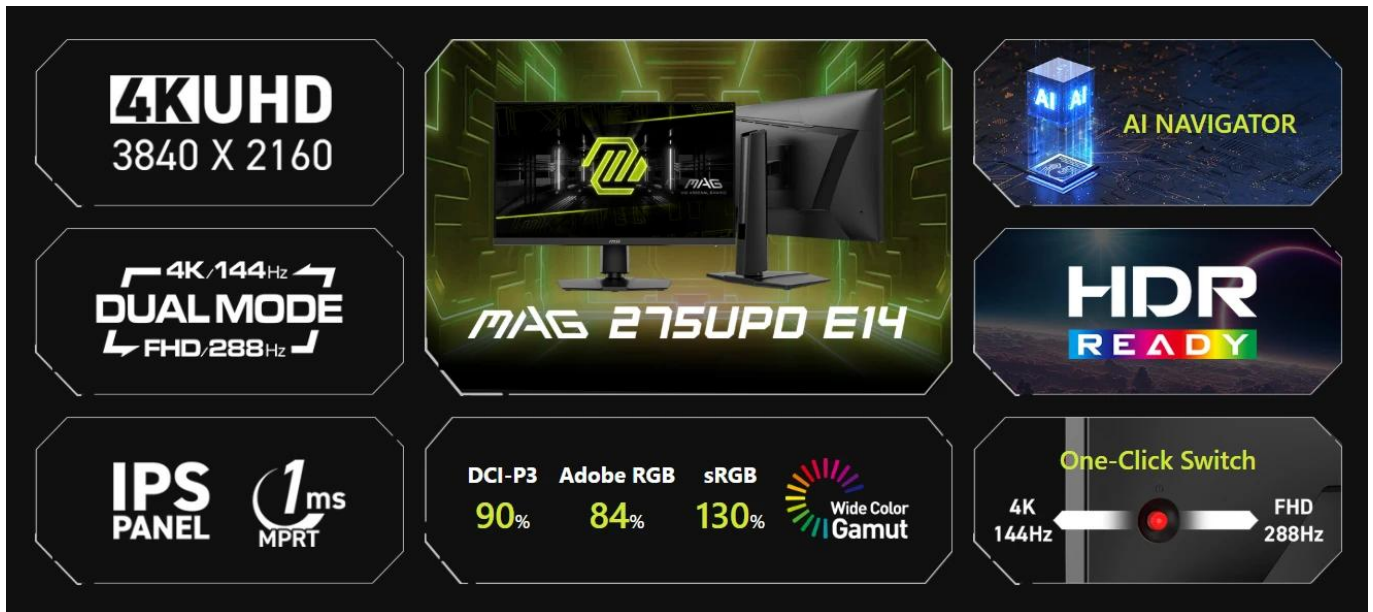 4K UHD
3840 X 2160
4K/144Hz
DUAL MODE
FHD/288Hz
IPS
PANEL
1ms
MPRT
MAG
MAG 275UPD E14
DCI-P3 Adobe RGB sRGB
90% 84% 130%
Wide Color
Gamut
AI AI
AI NAVIGATOR
HDR
READY
One-Click Switch
4K
144Hz
FHD
288Hz